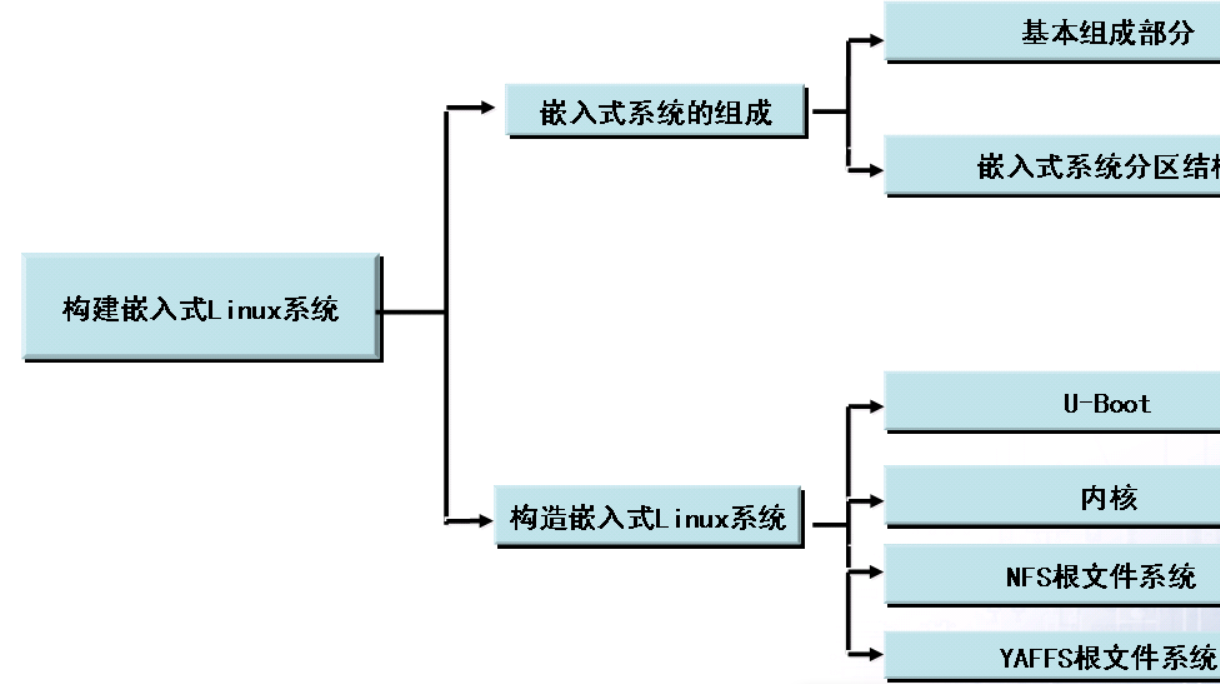 基本组成部分
嵌入式系统的组成
嵌入式系统分区结
构建嵌入式Linux系统
U-Boot
构造嵌入式Linux系统
内核
NFS根文件系统
YAFFS根文件系统